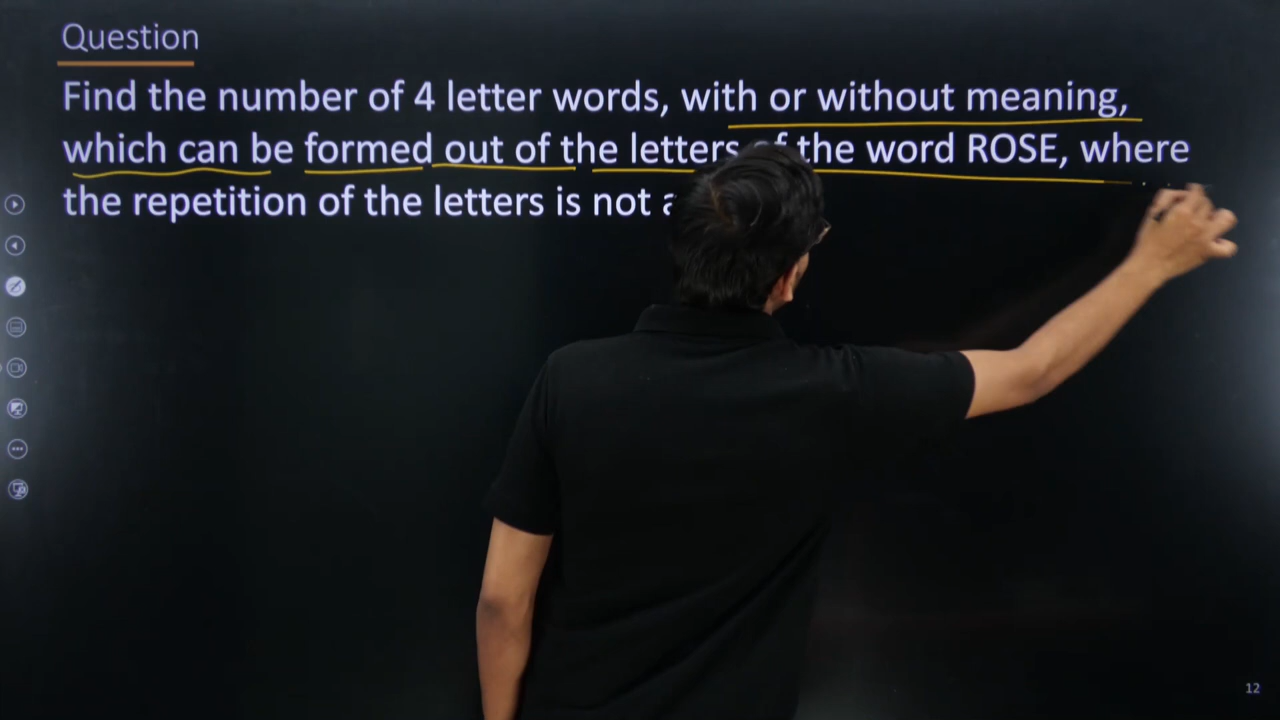 Question
Find the number of 4 letter words, with or without meaning,
which can be formed out of the letters of the word ROSE, where
the repetition of the letters is not
12